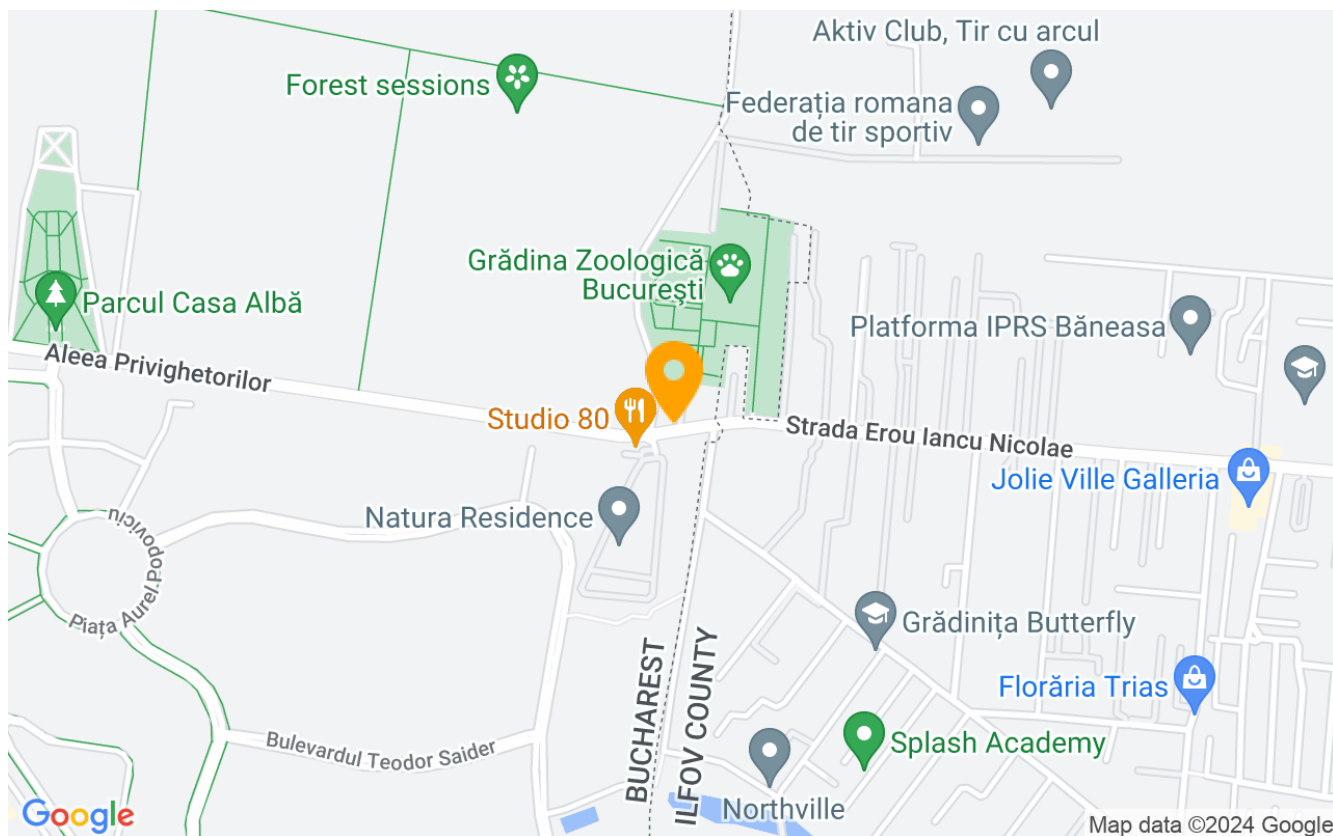 Aktiv Club, Tir cu arcul
Forest sessions
Federația romana
de tir sportiv
Grădina Zoologică
București
Parcul Casa Albă
Platforma IPRS Băneasa
Aleea Privighetorilor
Studio 80
Strada Erou Iancu Nicolae
Jolie Ville Galleria
Natura Residence
Piața Aurel Popoviciu
Grădinița Butterfly
BUCHAREST
ILFOV COUNTY
Florăria Trias
Bulevardul Teodor Saider
Splash Academy
Northville
Google
Map data ©2024 Google